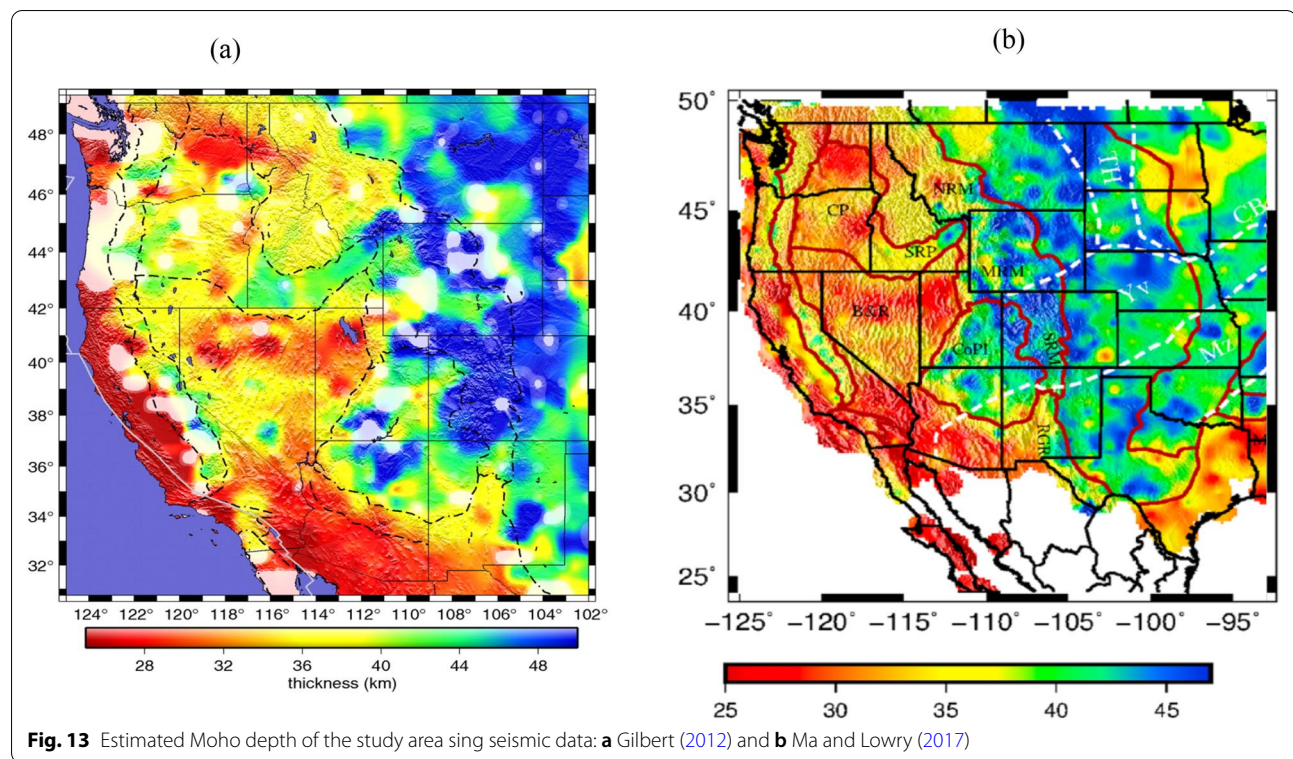 (a)
(b)
48°
46°
44°
42°
40°
38°
36°
34°
32°
124° 122° 120° 118° 116° 114° 112° 110° 108° 106° 104° 102°
28 32 36 40 44 48
thickness (km)
50°
45°
40°
35°
30°
25°
NRM
TH
CP
CB
SRP
MRM
Yv
B&R
CoPl
SRM
Mz
RGR
−125° −120° −115° −110° −105° −100° −95°
25 30 35 40 45
Fig. 13 Estimated Moho depth of the study area sing seismic data: a Gilbert (2012) and b Ma and Lowry (2017)